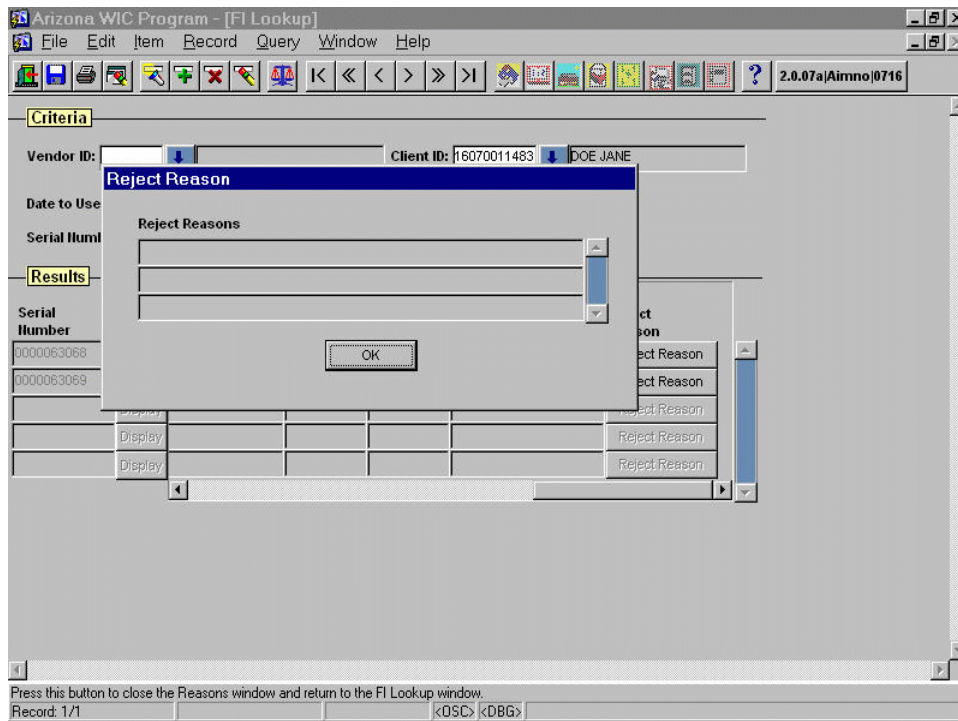 Arizona WIC Program - [FI Lookup]
File Edit Item Record Query Window Help
2.0.07a|Aimno|0716
Criteria
Vendor ID: Client ID: 16070011483 DOE JANE
Reject Reason
Date to Use
Reject Reasons
Serial Numl
Results
Serial
Number
ct
son
OK
0000063068 ect Reason
0000063069 ect Reason
Display Reject Reason
Display Reject Reason
Display Reject Reason
Press this button to close the Reasons window and return to the FI Lookup window.
Record: 1/1 <OSC> <DBG>